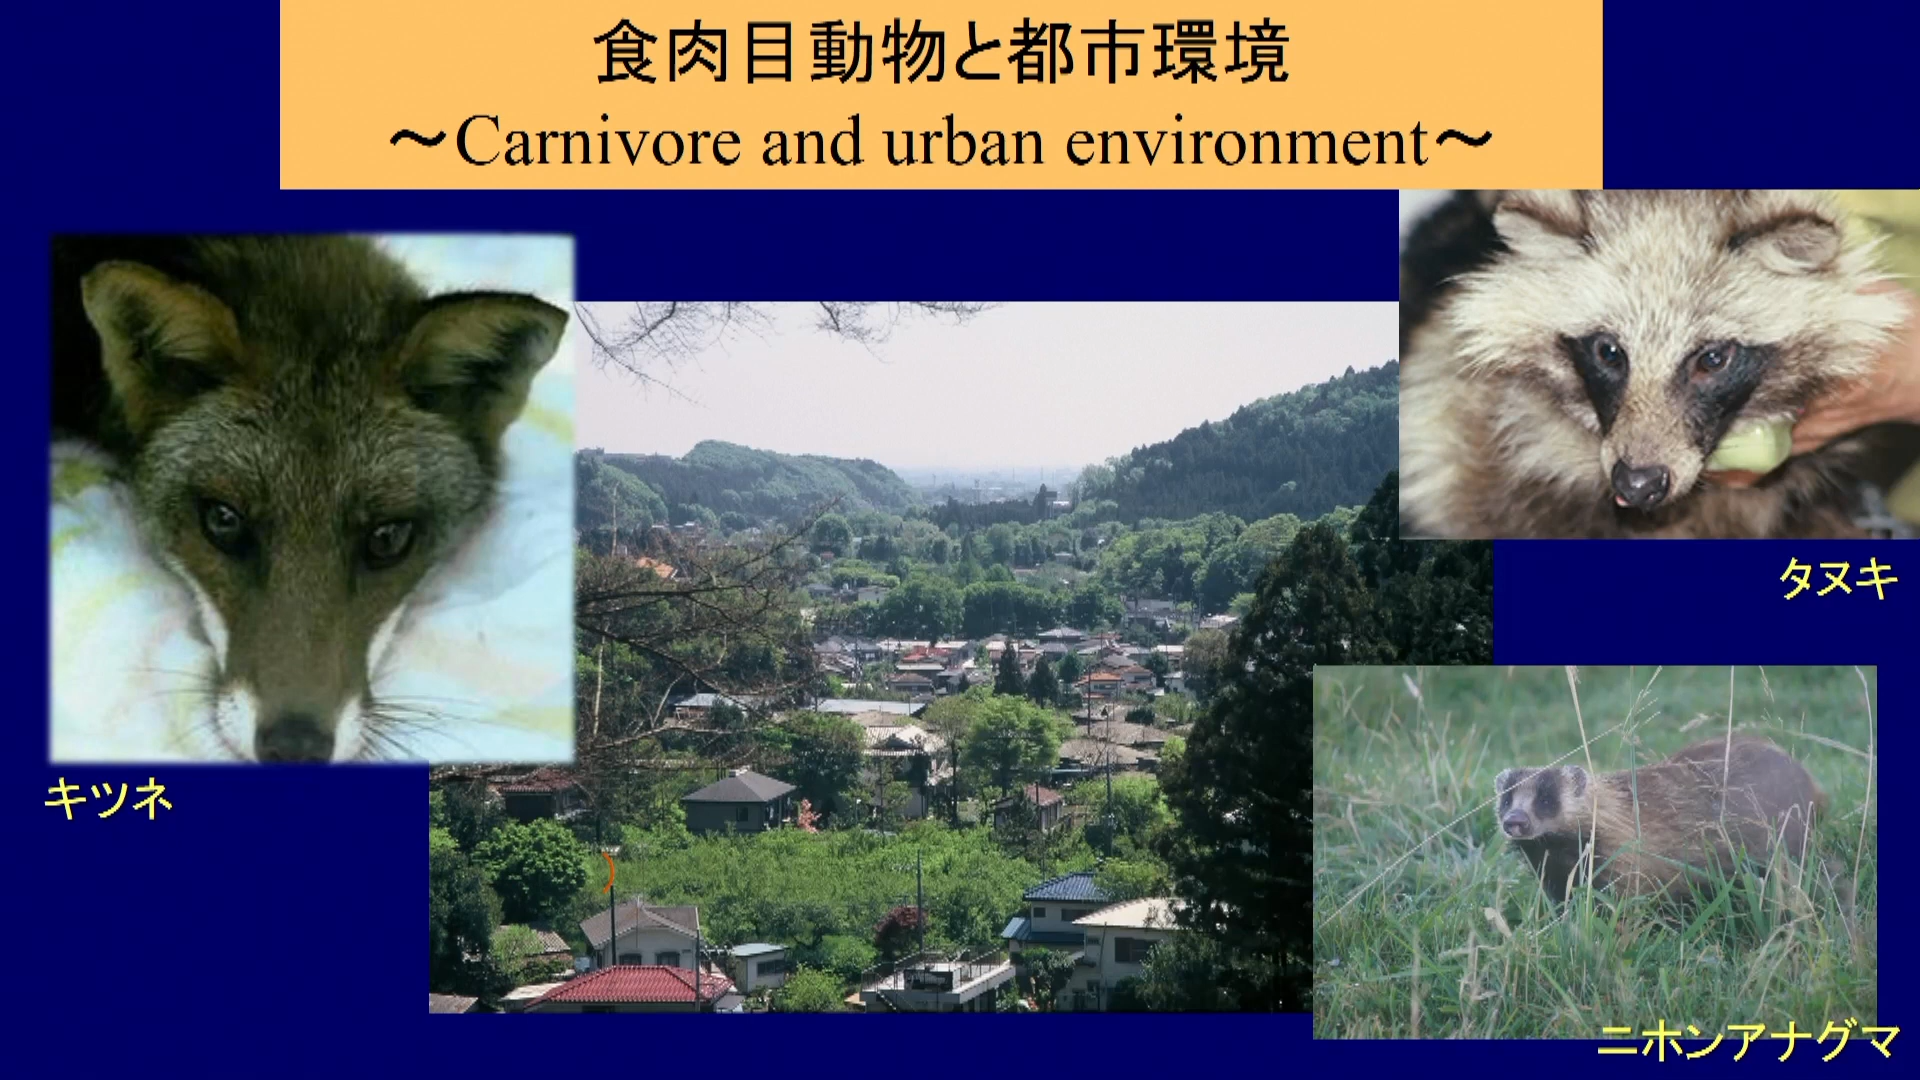 食肉目動物と都市環境
～Carnivore and urban environment～
タヌキ
キツネ
ニホンアナグマ